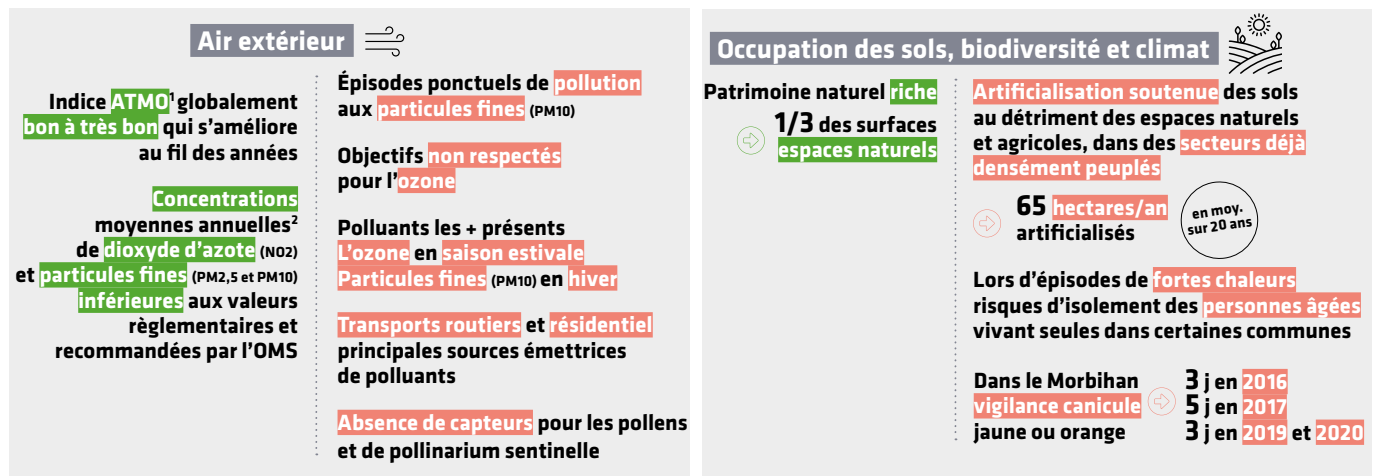 Air extérieur
Indice ATMO¹ globalement
bon à très bon qui s'améliore
au fil des années
Concentrations
moyennes annuelles²
de dioxyde d'azote (NO2)
et particules fines (PM2,5 et PM10)
inférieures aux valeurs
règlementaires et
recommandées par l'OMS
Épisodes ponctuels de pollution
aux particules fines (PM10)
Objectifs non respectés
pour l'ozone
Polluants les + présents
L'ozone en saison estivale
Particules fines (PM10) en hiver
Transports routiers et résidentiel
principales sources émettrices
de polluants
Absence de capteurs pour les pollens
et de pollinarium sentinelle
Occupation des sols, biodiversité et climat
Patrimoine naturel riche
1/3 des surfaces
espaces naturels
Artificialisation soutenue des sols
au détriment des espaces naturels
et agricoles, dans des secteurs déjà
densément peuplés
65 hectares/an
artificialisés
en moy.
sur 20 ans
Lors d'épisodes de fortes chaleurs
risques d'isolement des personnes âgées
vivant seules dans certaines communes
Dans le Morbihan
vigilance canicule
jaune ou orange
3 j en 2016
5 j en 2017
3 j en 2019 et 2020